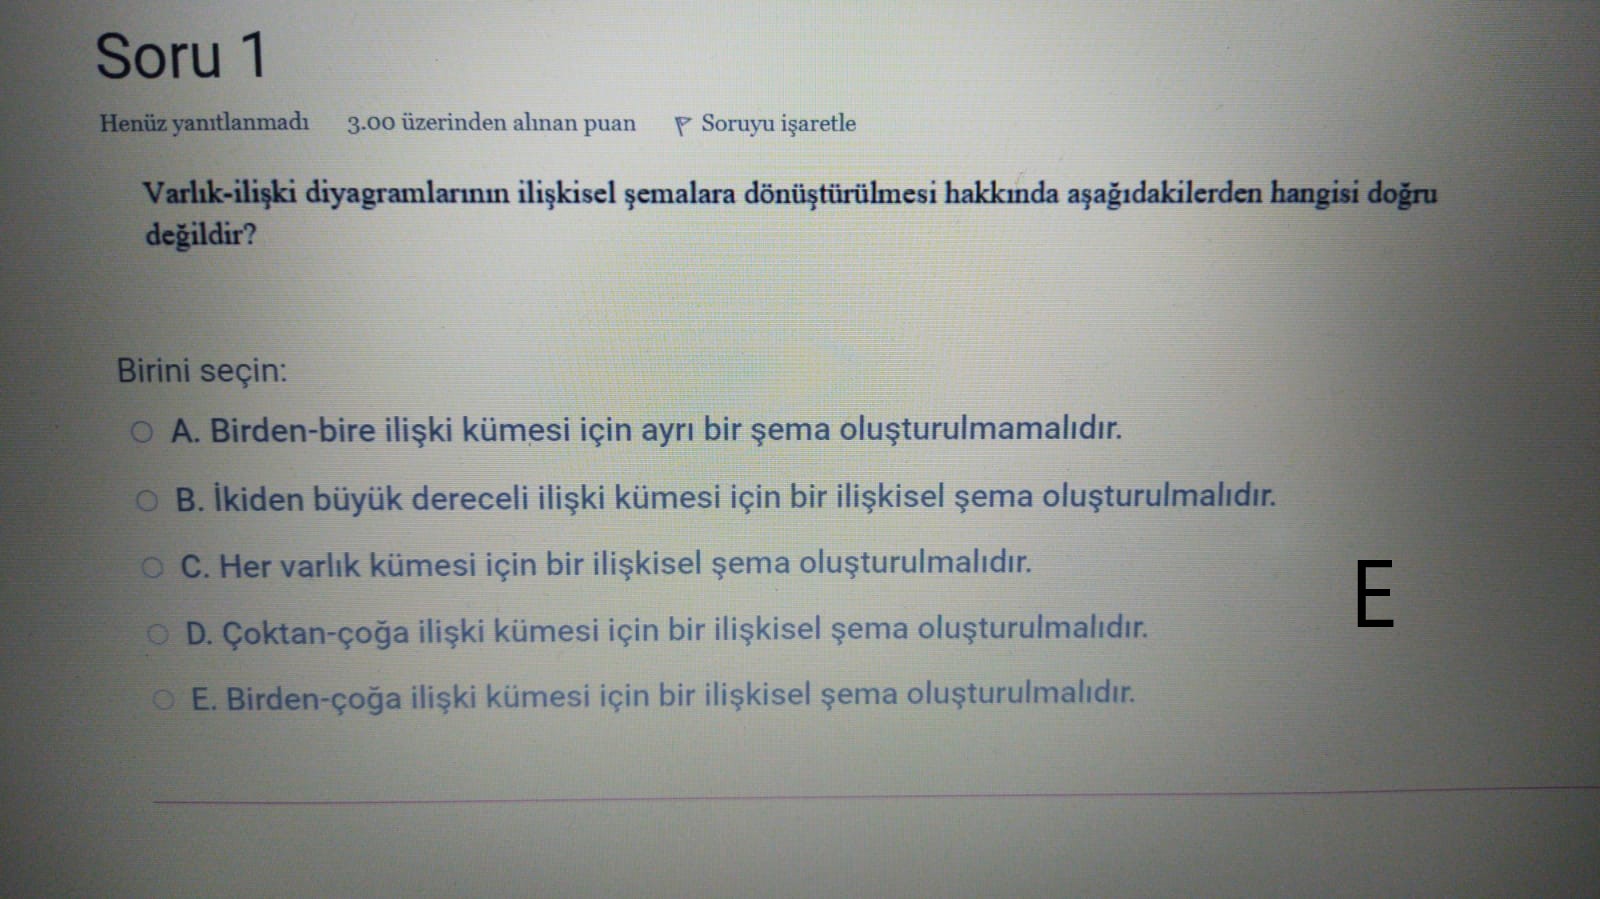 Soru 1
Henüz yanıtlanmadı 3.00 üzerinden alınan puan Soruyu işaretle
Varlık-ilişki diyagramlarının ilişkisel şemalara dönüştürülmesi hakkında aşağıdakilerden hangisi doğru
değildir?
Birini seçin:
A. Birden-bire ilişki kümesi için ayrı bir şema oluşturulmamalıdır.
B. İkiden büyük dereceli ilişki kümesi için bir ilişkisel şema oluşturulmalıdır.
C. Her varlık kümesi için bir ilişkisel şema oluşturulmalıdır.
E
D. Çoktan-çoğa ilişki kümesi için bir ilişkisel şema oluşturulmalıdır.
E. Birden-çoğa ilişki kümesi için bir ilişkisel şema oluşturulmalıdır.